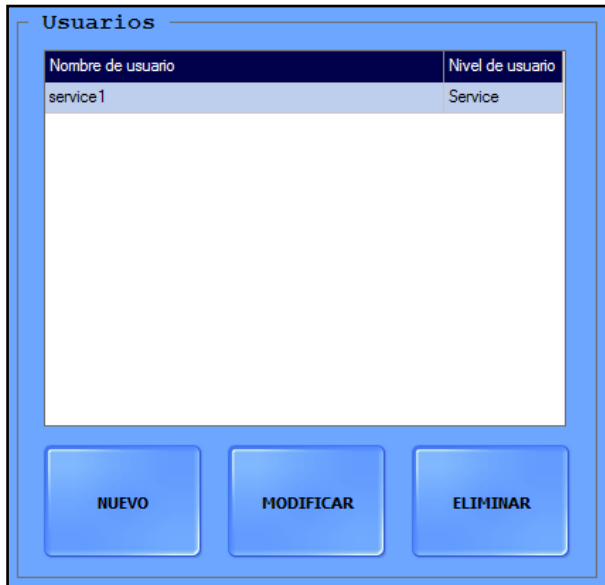 Usuarios
Nombre de usuario Nivel de usuario
service1 Service
NUEVO MODIFICAR ELIMINAR